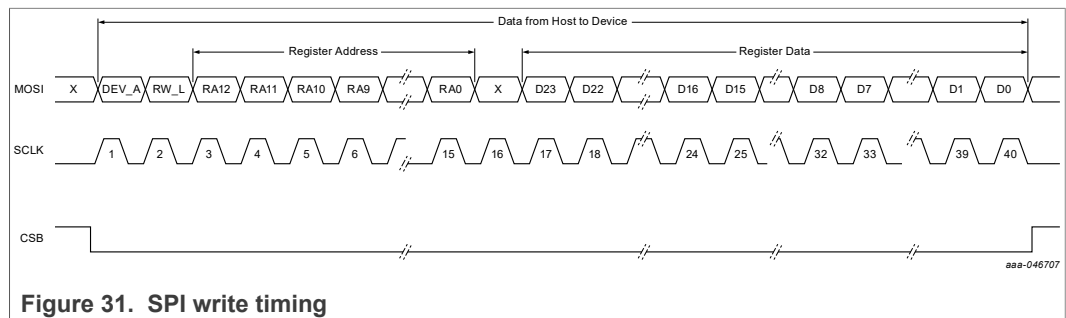 Data from Host to Device
Register Address Register Data
MOSI X DEV_A RW_L RA12 RA11 RA10 RA9 RA0 X D23 D22 D16 D15 D8 D7 D1 D0
SCLK 1 2 3 4 5 6 15 16 17 18 24 25 32 33 39 40
CSB
aaa-046707
Figure 31. SPI write timing